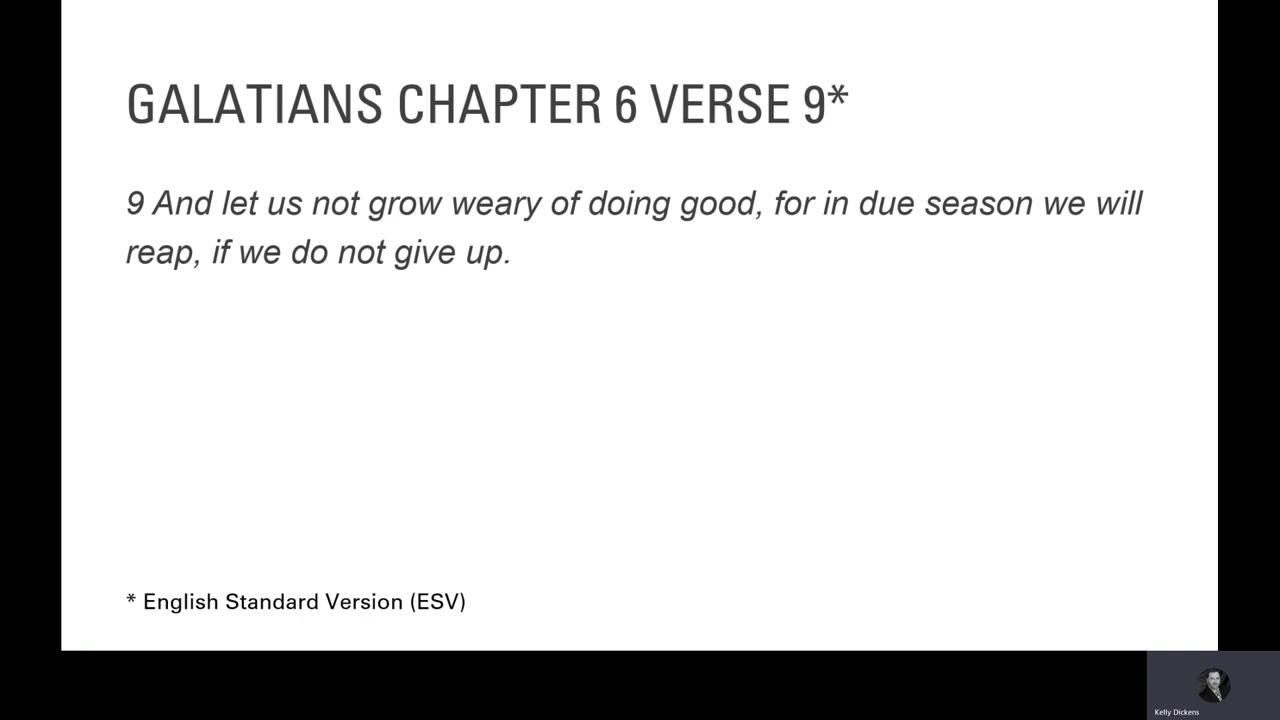 GALATIANS CHAPTER 6 VERSE 9*
9 And let us not grow weary of doing good, for in due season we will
reap, if we do not give up.
* English Standard Version (ESV)
Kelly Dickens